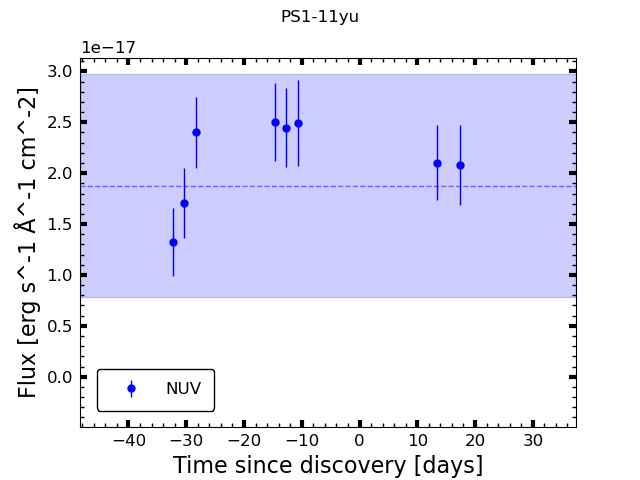 PS1-11yu
1e−17
3.0
2.5
2.0
1.5
1.0
0.5
0.0
Flux [erg s^-1 Å^-1 cm^-2]
NUV
−40 −30 −20 −10 0 10 20 30
Time since discovery [days]